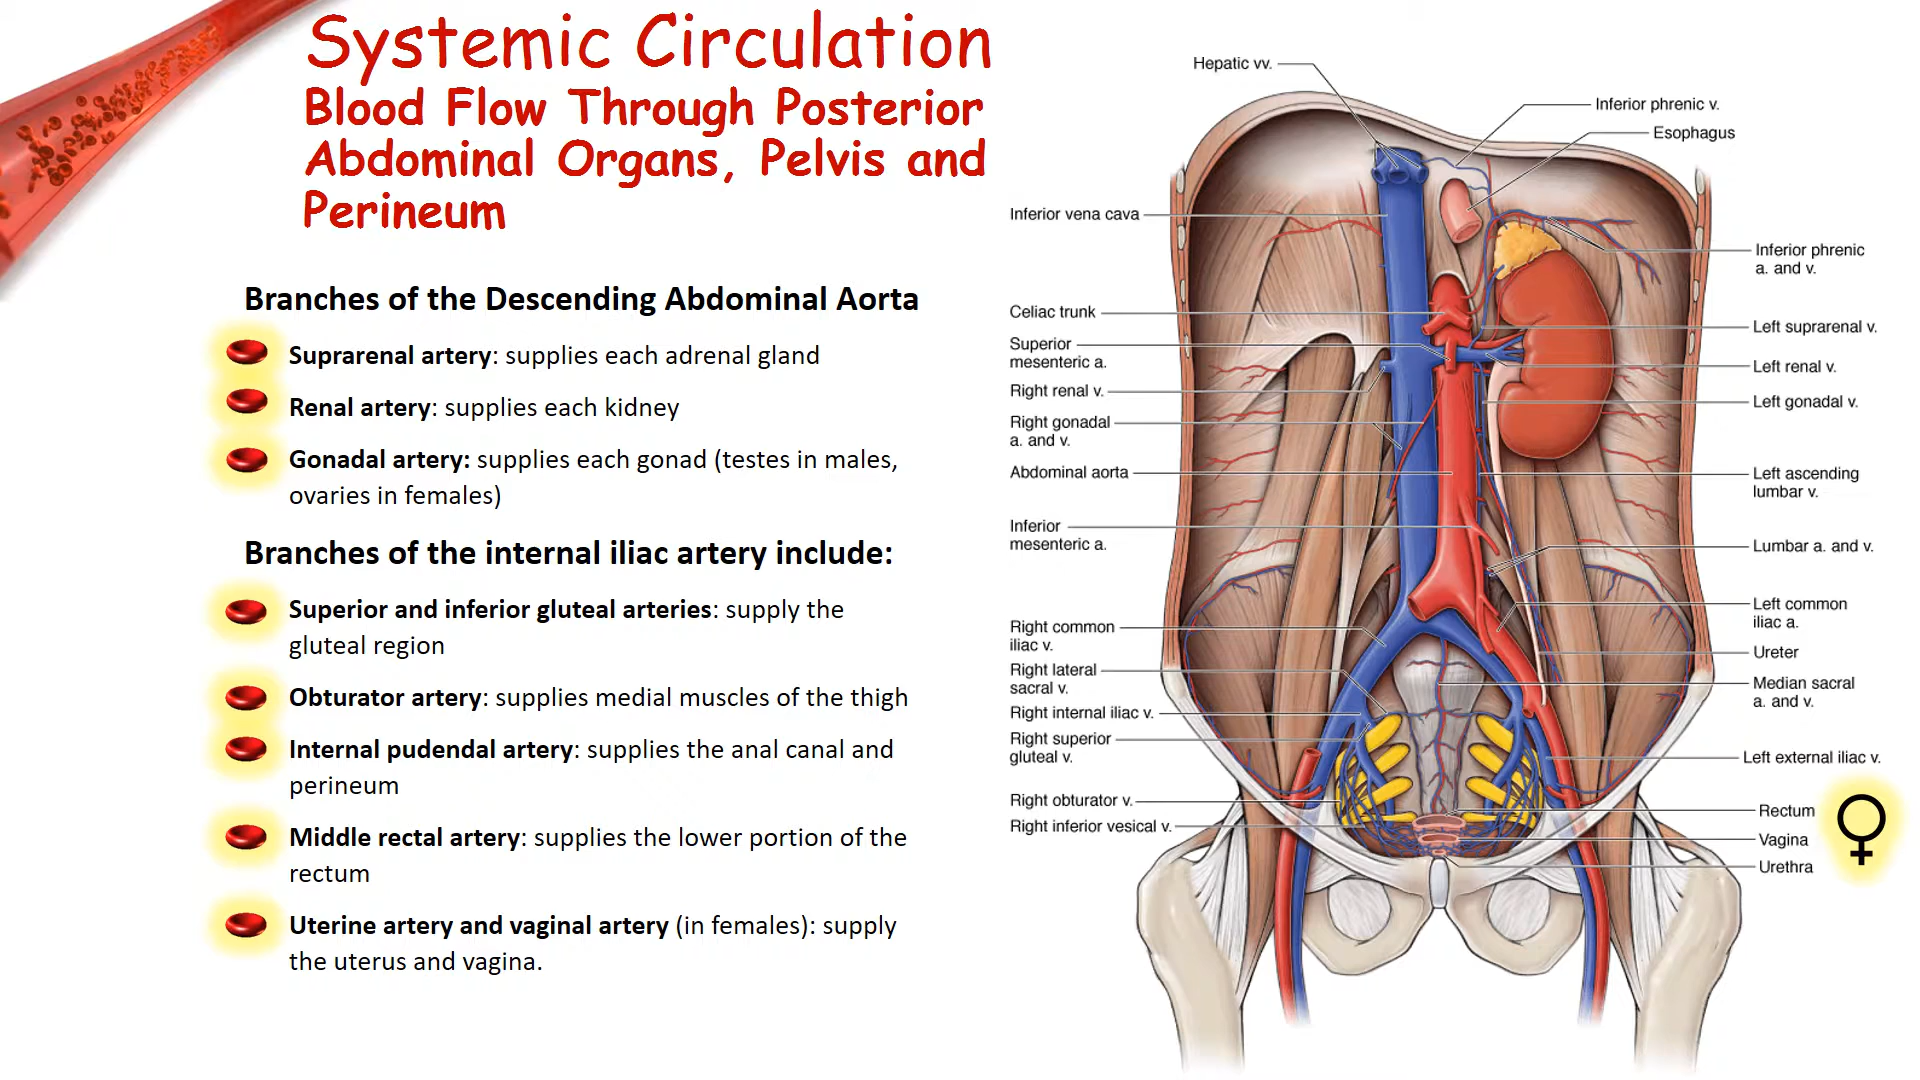 Systemic Circulation
Blood Flow Through Posterior
Abdominal Organs, Pelvis and
Perineum
Branches of the Descending Abdominal Aorta
Suprarenal artery: supplies each adrenal gland
Renal artery: supplies each kidney
Gonadal artery: supplies each gonad (testes in males,
ovaries in females)
Branches of the internal iliac artery include:
Superior and inferior gluteal arteries: supply the
gluteal region
Obturator artery: supplies medial muscles of the thigh
Internal pudendal artery: supplies the anal canal and
perineum
Middle rectal artery: supplies the lower portion of the
rectum
Uterine artery and vaginal artery (in females): supply
the uterus and vagina.
Hepatic vv.
Inferior vena cava
Celiac trunk
Superior
mesenteric a.
Right renal v.
Right gonadal
a. and v.
Abdominal aorta
Inferior
mesenteric a.
Right common
iliac v.
Right lateral
sacral v.
Right internal iliac v.
Right superior
gluteal v.
Right obturator v.
Right inferior vesical v.
Inferior phrenic v.
Esophagus
Inferior phrenic
a. and v.
Left suprarenal v.
Left renal v.
Left gonadal v.
Left ascending
lumbar v.
Lumbar a. and v.
Left common
iliac a.
Ureter
Median sacral
a. and v.
Left external iliac v.
Rectum
Vagina
Urethra